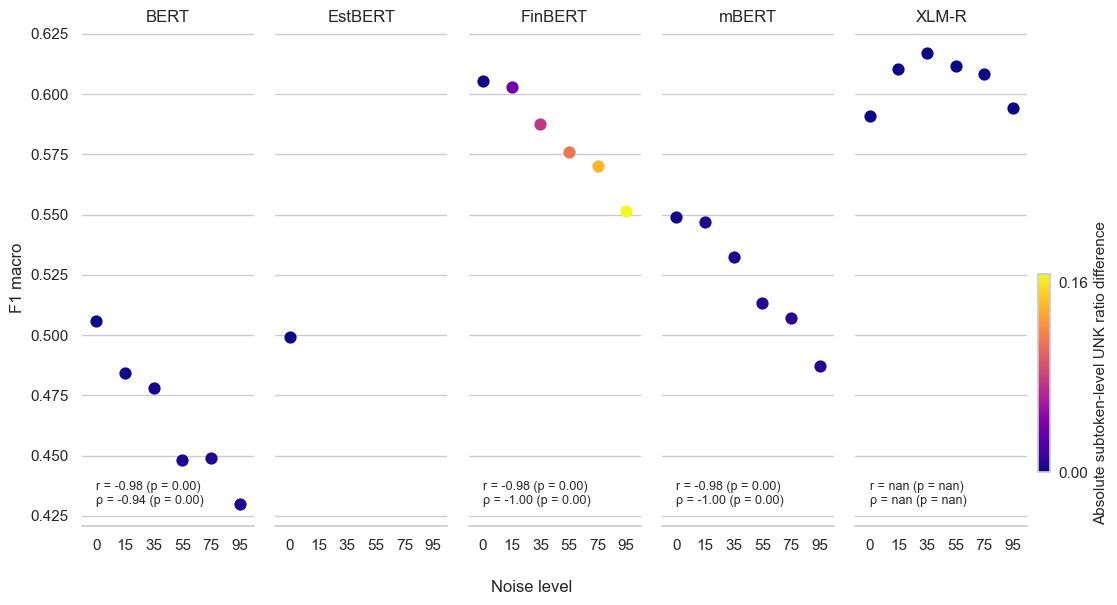 BERT EstBERT FinBERT mBERT XLM-R
0.625
0.600
0.575
0.550
0.525
0.500
0.475
0.450
0.425
F1 macro
r = -0.98 (p = 0.00)
ρ = -0.94 (p = 0.00)
r = -0.98 (p = 0.00)
ρ = -1.00 (p = 0.00)
r = -0.98 (p = 0.00)
ρ = -1.00 (p = 0.00)
r = nan (p = nan)
ρ = nan (p = nan)
0 15 35 55 75 95 0 15 35 55 75 95 0 15 35 55 75 95 0 15 35 55 75 95 0 15 35 55 75 95
Noise level
0.16
0.00
Absolute subtoken-level UNK ratio difference